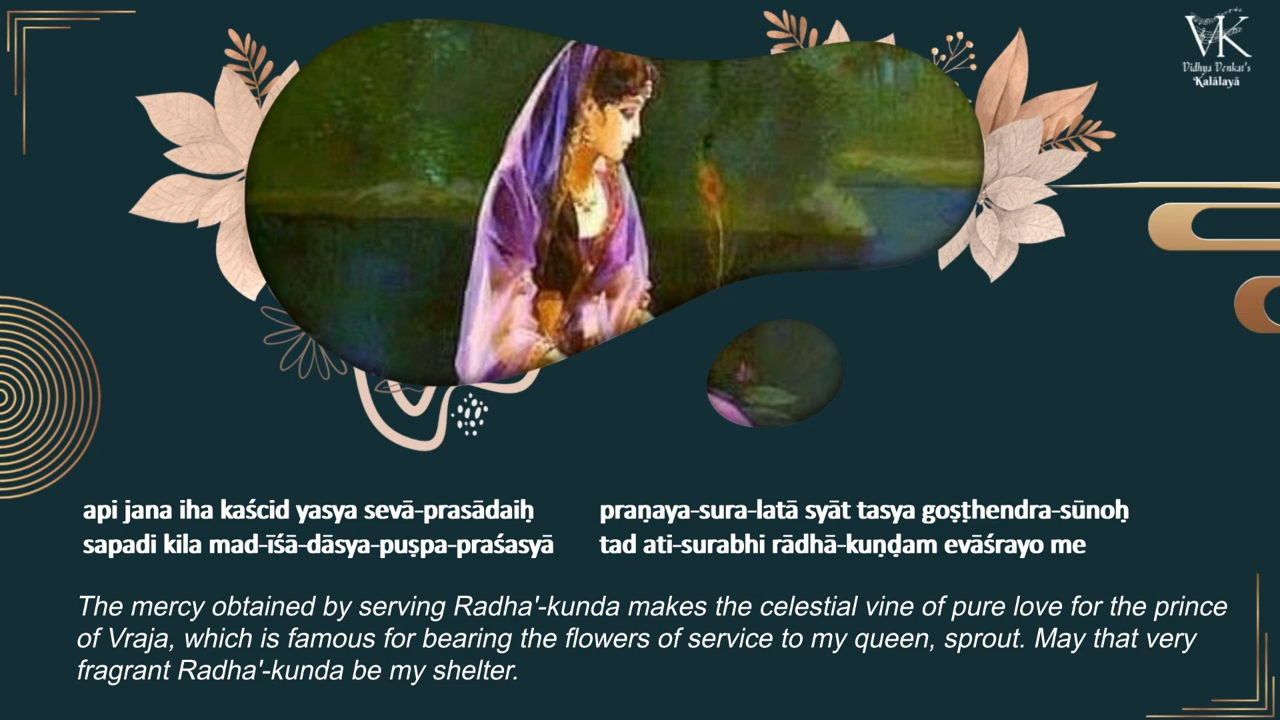 VK
Vidhya Venkat's
Kalālayā
api jana iha kaścid yasya sevā-prasādaiḥ
praṇaya-sura-latā syāt tasya goṣṭhendra-sūnoḥ
sapadi kila mad-īśā-dāsya-puṣpa-praśasyā
tad ati-surabhi rādhā-kuṇḍam evāśrayo me
The mercy obtained by serving Radha'-kunda makes the celestial vine of pure love for the prince
of Vraja, which is famous for bearing the flowers of service to my queen, sprout. May that very
fragrant Radha'-kunda be my shelter.